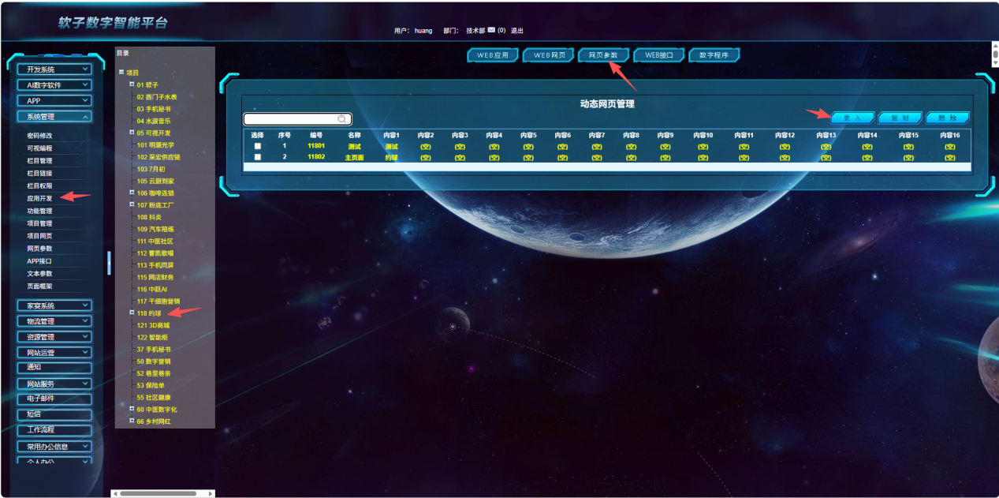 软子数字智能平台
用户： huang 部门： 技术部 (0) 退出
WEB应用 WEB网页 网页参数 WEB接口 数字程序
开发系统
AI数字软件
APP
系统管理
密码修改
可视编程
栏目管理
栏目链接
栏目权限
应用开发
功能管理
项目管理
项目网页
网页参数
APP接口
文本参数
页面框架
家宴系统
物流管理
资源管理
网站运营
通知
网站服务
电子邮件
短信
工作流程
常用办公信息
个人办公
目录
项目
01 软子
02 西门子水表
03 手机秘书
04 水波音乐
05 可视开发
101 明灏光学
102 采宏供应链
103 7月初
105 云厨到家
106 咖啡连锁
107 粉底工厂
108 抖炎
109 汽车陪练
111 中医社区
112 曹凯歌唱
113 手机同屏
115 网店财务
116 中跃AI
117 干细胞营销
118 约球
121 3D商城
122 智能柜
37 手机秘书
50 数字营销
52 巷里巷亲
53 保险单
55 社区健康
60 中医数字化
66 乡村网红
动态网页管理
录 入 复 制 删 除
选择 序号 编号 名称 内容1 内容2 内容3 内容4 内容5 内容6 内容7 内容8 内容9 内容10 内容11 内容12 内容13 内容14 内容15 内容16
1 11801 测试 测试 (空) (空) (空) (空) (空) (空) (空) (空) (空) (空) (空) (空) (空) (空) (空)
2 11802 主页面 约球 (空) (空) (空) (空) (空) (空) (空) (空) (空) (空) (空) (空) (空) (空) (空)